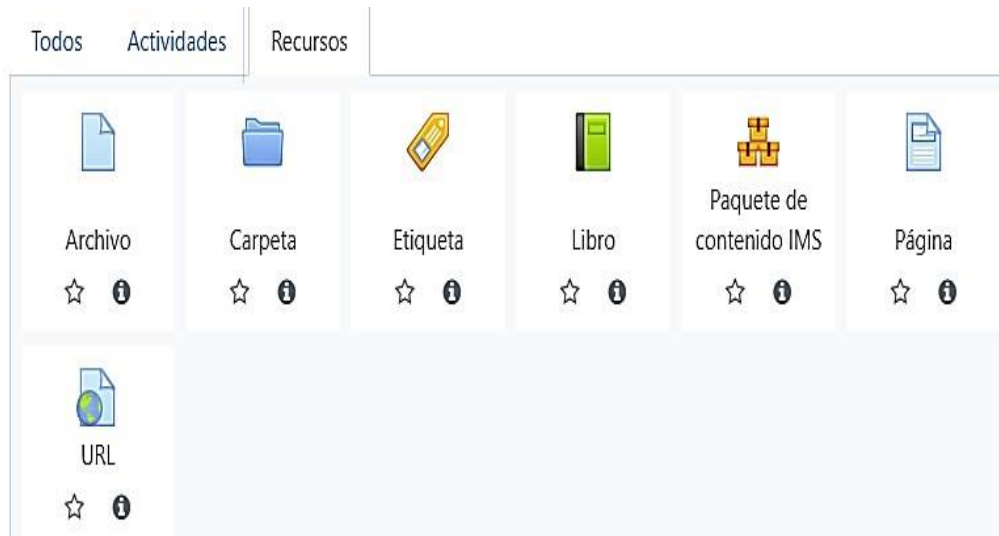 Todos Actividades Recursos
Archivo
Carpeta
Etiqueta
Libro
Paquete de
contenido IMS
Página
URL